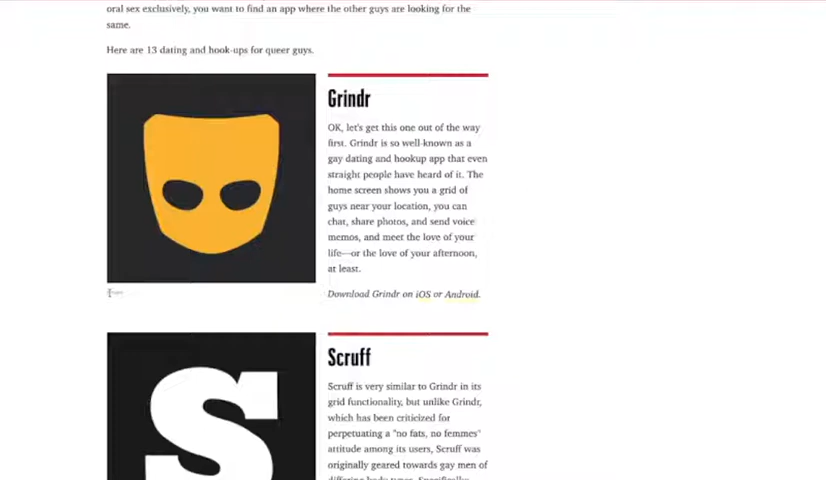 oral sex exclusively, you want to find an app where the other guys are looking for the
same.
Here are 13 dating and hook-ups for queer guys.
Grindr
OK, let's get this one out of the way
first. Grindr is so well-known as a
gay dating and hookup app that even
straight people have heard of it. The
home screen shows you a grid of
guys near your location, you can
chat, share photos, and send voice
memos, and meet the love of your
life—or the love of your afternoon,
at least.
Download Grindr on iOS or Android.
S
Scruff
Scruff is very similar to Grindr in its
grid functionality, but unlike Grindr,
which has been criticized for
perpetuating a "no fats, no femmes"
attitude among its users, Scruff was
originally geared towards gay men of